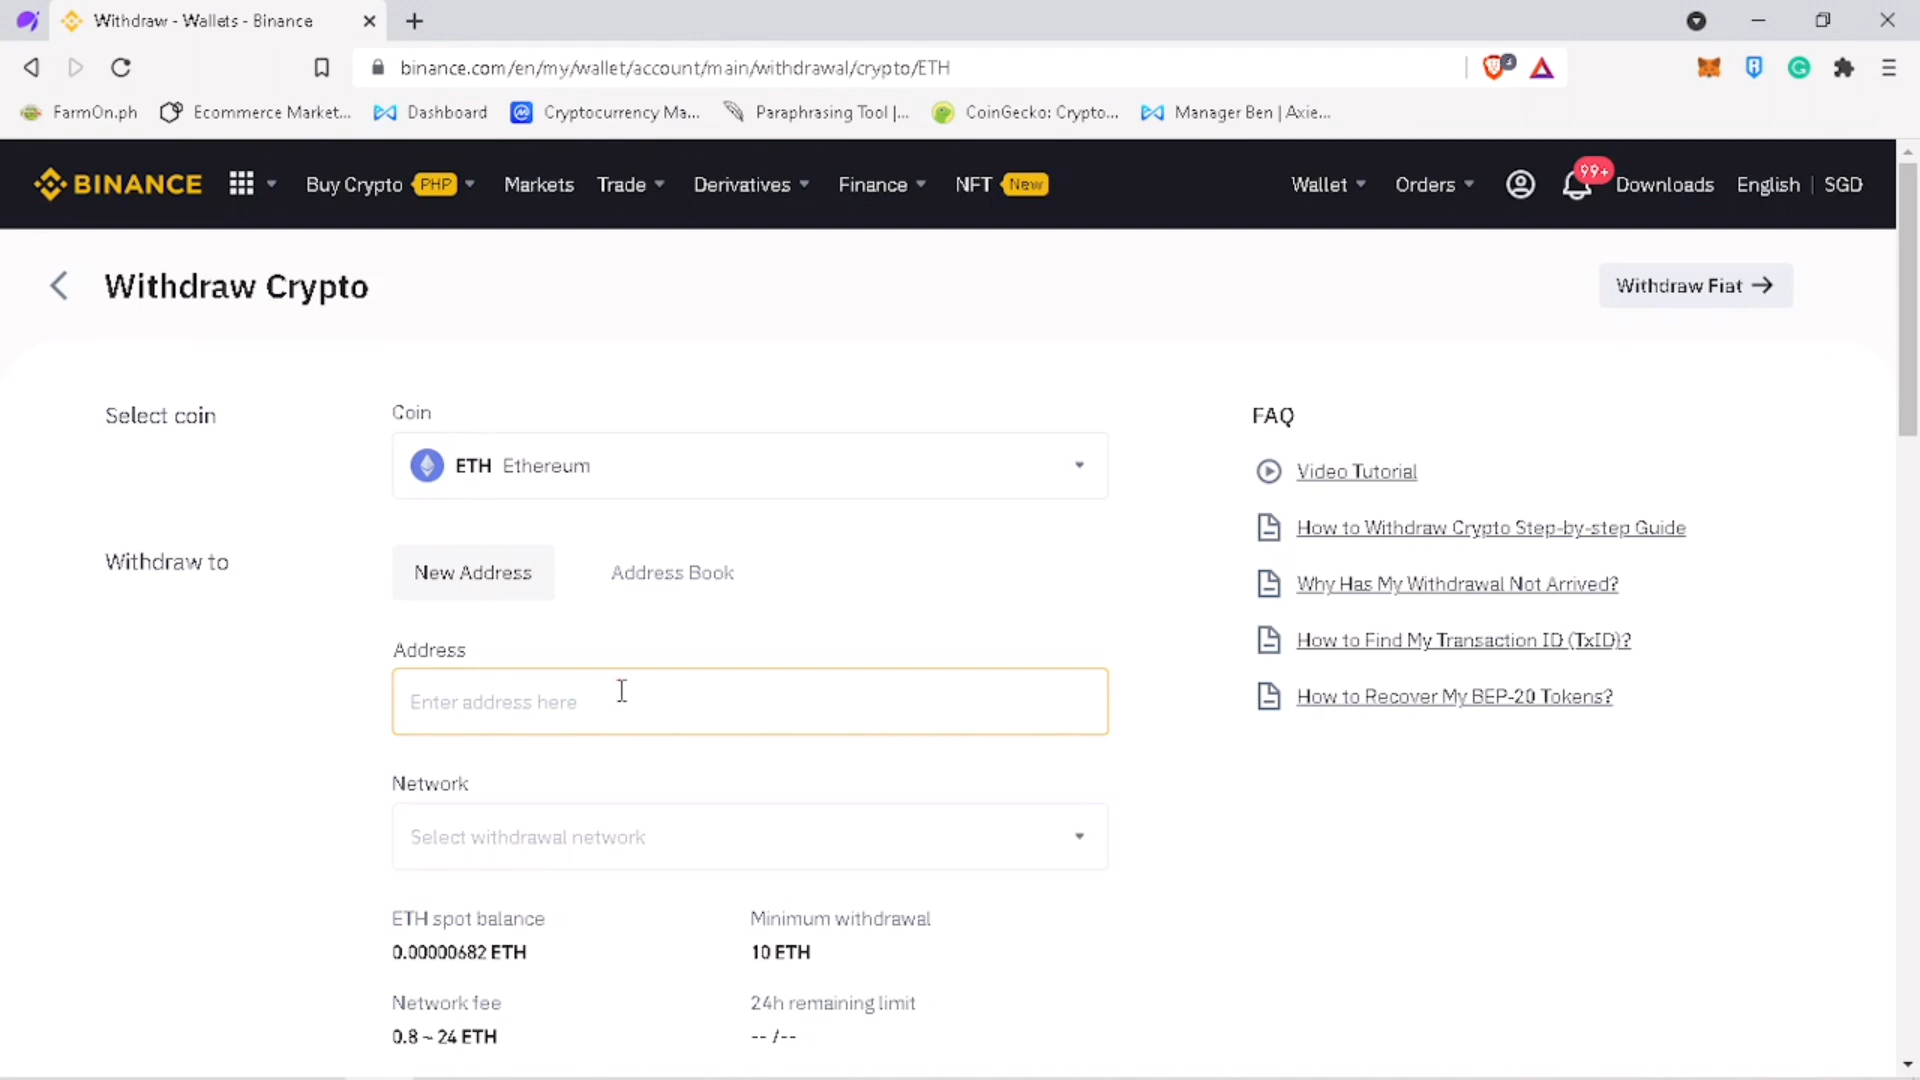 Withdraw - Wallets - Binance
binance.com/en/my/wallet/account/main/withdrawal/crypto/ETH
FarmOn.ph Ecommerce Market... Dashboard Cryptocurrency Ma... Paraphrasing Tool |... CoinGecko: Crypto... Manager Ben | Axie...
BINANCE Buy Crypto PHP Markets Trade Derivatives Finance NFT New Wallet Orders 99+ Downloads English | SGD
Withdraw Crypto
Withdraw Fiat →
Select coin
Coin
ETH Ethereum
Withdraw to
New Address Address Book
Address
Enter address here
Network
Select withdrawal network
ETH spot balance Minimum withdrawal
0.00000682 ETH 10 ETH
Network fee 24h remaining limit
0.8 ~ 24 ETH -- /--
FAQ
Video Tutorial
How to Withdraw Crypto Step-by-step Guide
Why Has My Withdrawal Not Arrived?
How to Find My Transaction ID (TxID)?
How to Recover My BEP-20 Tokens?